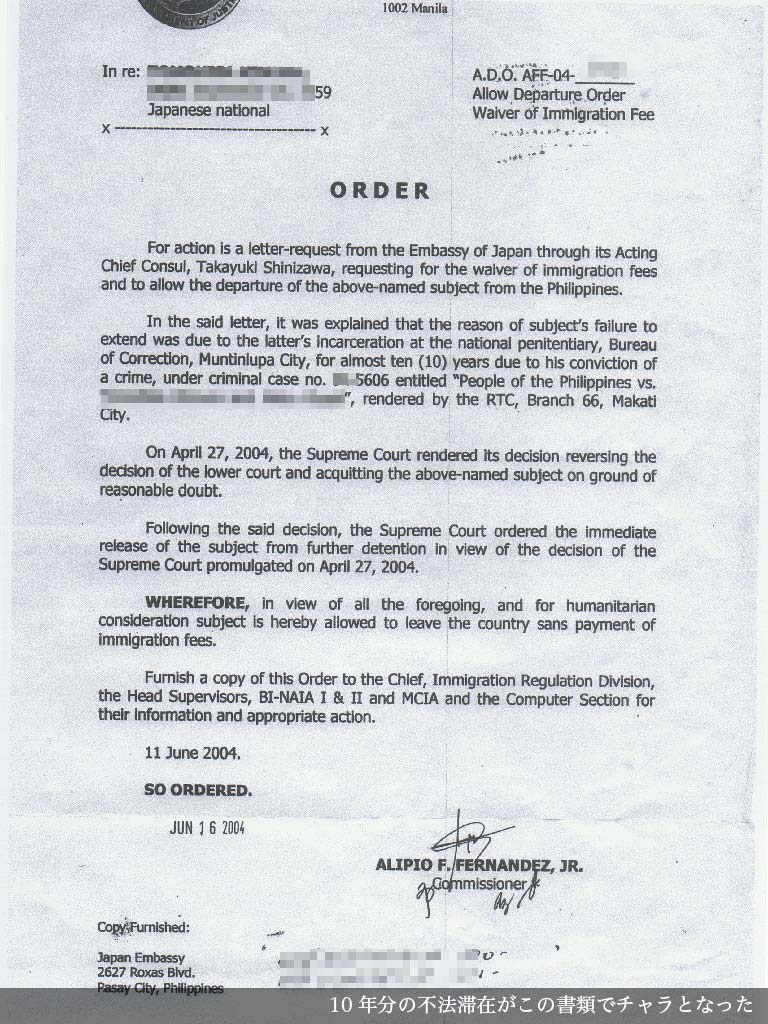 1002 Manila
In re:
A.D.O. AFF-04-
59
Allow Departure Order
Japanese national
Waiver of Immigration Fee
x ---------------------------------- x
ORDER
For action is a letter-request from the Embassy of Japan through its Acting
Chief Consul, Takayuki Shinizawa, requesting for the waiver of immigration fees
and to allow the departure of the above-named subject from the Philippines.
In the said letter, it was explained that the reason of subject's failure to
extend was due to the latter's incarceration at the national penitentiary, Bureau
of Correction, Muntinlupa City, for almost ten (10) years due to his conviction of
a crime, under criminal case no. -5606 entitled "People of the Philippines vs.
", rendered by the RTC, Branch 66, Makati
City.
On April 27, 2004, the Supreme Court rendered its decision reversing the
decision of the lower court and acquitting the above-named subject on ground of
reasonable doubt.
Following the said decision, the Supreme Court ordered the immediate
release of the subject from further detention in view of the decision of the
Supreme Court promulgated on April 27, 2004.
WHEREFORE, in view of all the foregoing, and for humanitarian
consideration subject is hereby allowed to leave the country sans payment of
immigration fees.
Furnish a copy of this Order to the Chief, Immigration Regulation Division,
the Head Supervisors, BI-NAIA I & II and MCIA and the Computer Section for
their information and appropriate action.
11 June 2004.
SO ORDERED.
JUN 16 2004
ALIPIO F. FERNANDEZ, JR.
Commissioner
Copy Furnished:
Japan Embassy
2627 Roxas Blvd.
Pasay City, Philippines
10 年分の不法滞在がこの書類でチャラとなった